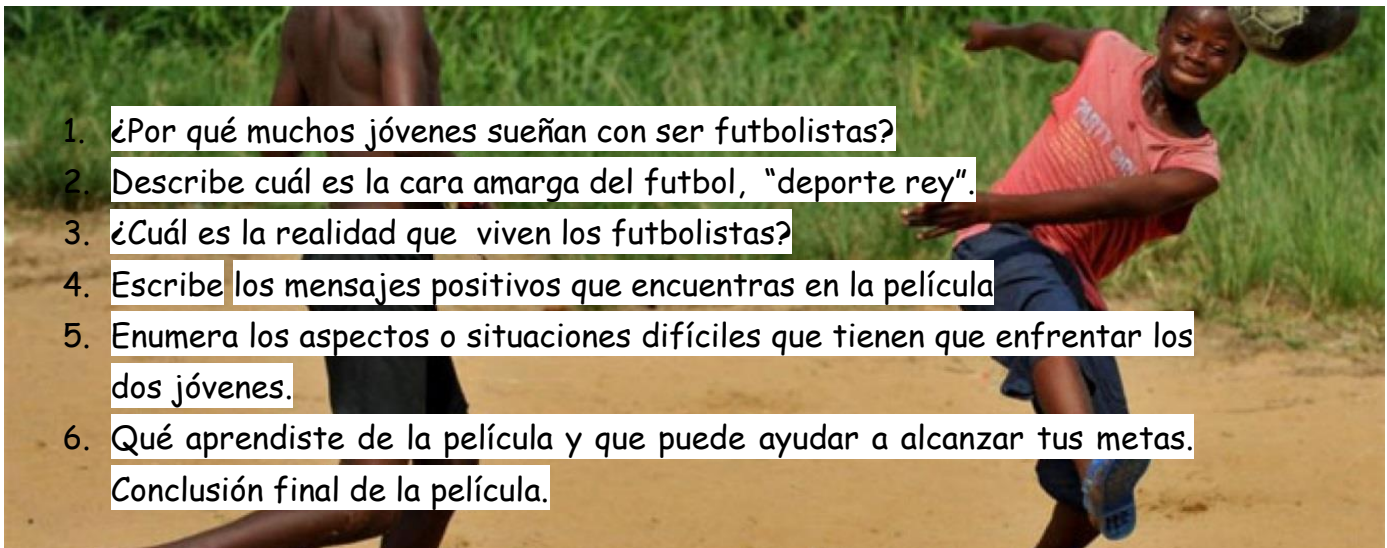 1. ¿Por qué muchos jóvenes sueñan con ser futbolistas?
2. Describe cuál es la cara amarga del futbol, “deporte rey”.
3. ¿Cuál es la realidad que viven los futbolistas?
4. Escribe los mensajes positivos que encuentras en la película
5. Enumera los aspectos o situaciones difíciles que tienen que enfrentar los
dos jóvenes.
6. Qué aprendiste de la película y que puede ayudar a alcanzar tus metas.
Conclusión final de la película.